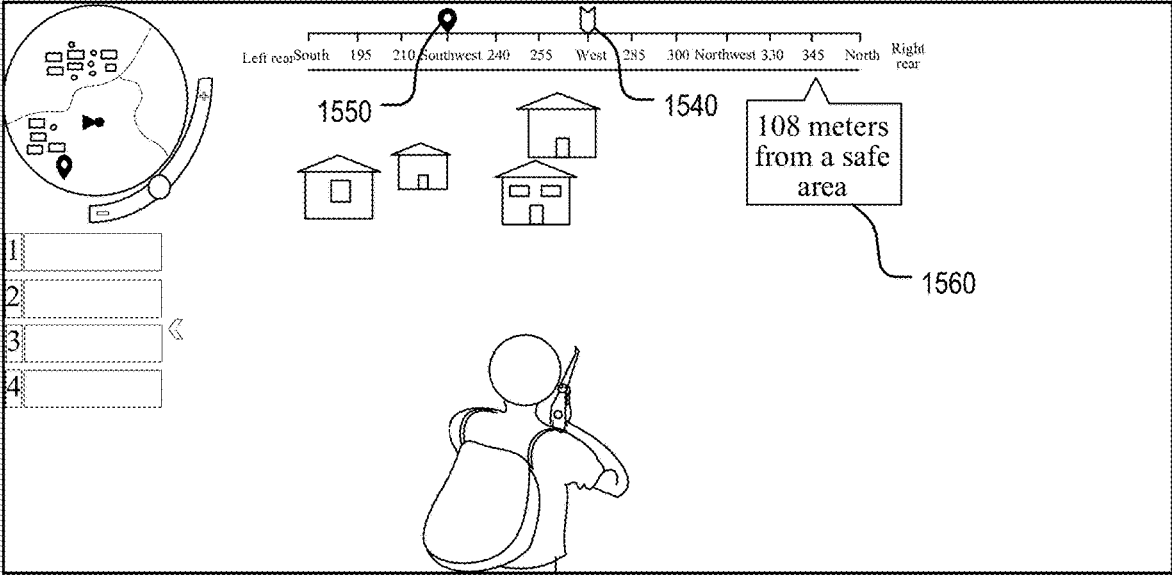 Left rear South 195 210 Southwest 240 255 West 285 300 Northwest 330 345 North Right rear
1550
1540
108 meters
from a safe
area
1560
1
2
3
4